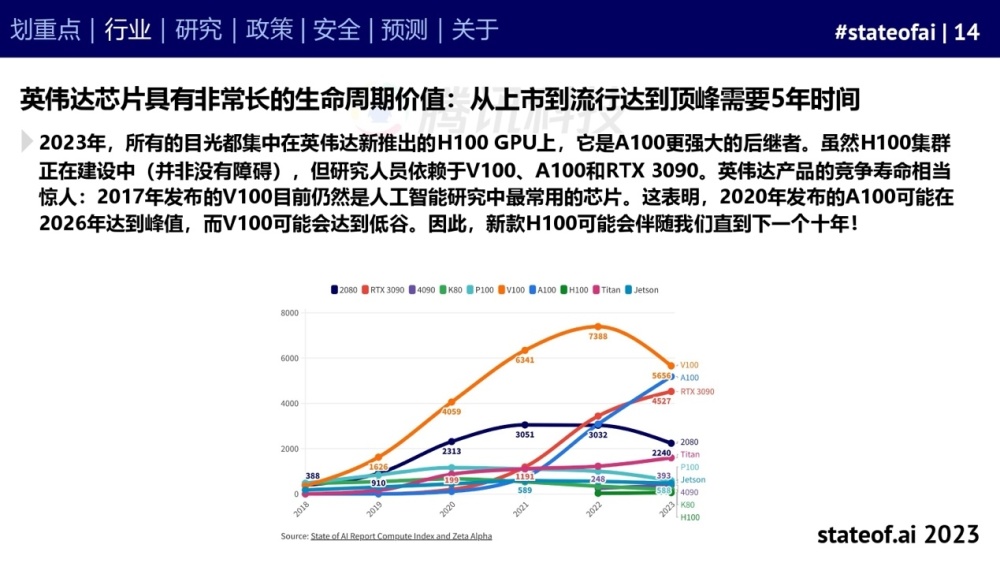 划重点 | 行业 | 研究 | 政策 | 安全 | 预测 | 关于
#stateofai | 14
英伟达芯片具有非常长的生命周期价值：从上市到流行达到顶峰需要5年时间
腾讯科技
2023年，所有的目光都集中在英伟达新推出的H100 GPU上，它是A100更强大的后继者。虽然H100集群
正在建设中（并非没有障碍），但研究人员依赖于V100、A100和RTX 3090。英伟达产品的竞争寿命相当
惊人：2017年发布的V100目前仍然是人工智能研究中最常用的芯片。这表明，2020年发布的A100可能在
2026年达到峰值，而V100可能会达到低谷。因此，新款H100可能会伴随我们直到下一个十年！
2080 RTX 3090 4090 K80 P100 V100 A100 H100 Titan Jetson
8000
7388
6341
6000
V100
5656
A100
RTX 3090
4527
4059
4000
3051
3032
2313
2080
2240
2000
1626
Titan
P100
1191
388
910
199
248
393
Jetson
589
588
4090
0
K80
H100
2018
2019
2020
2021
2022
2023
Source: State of AI Report Compute Index and Zeta Alpha
stateof.ai 2023